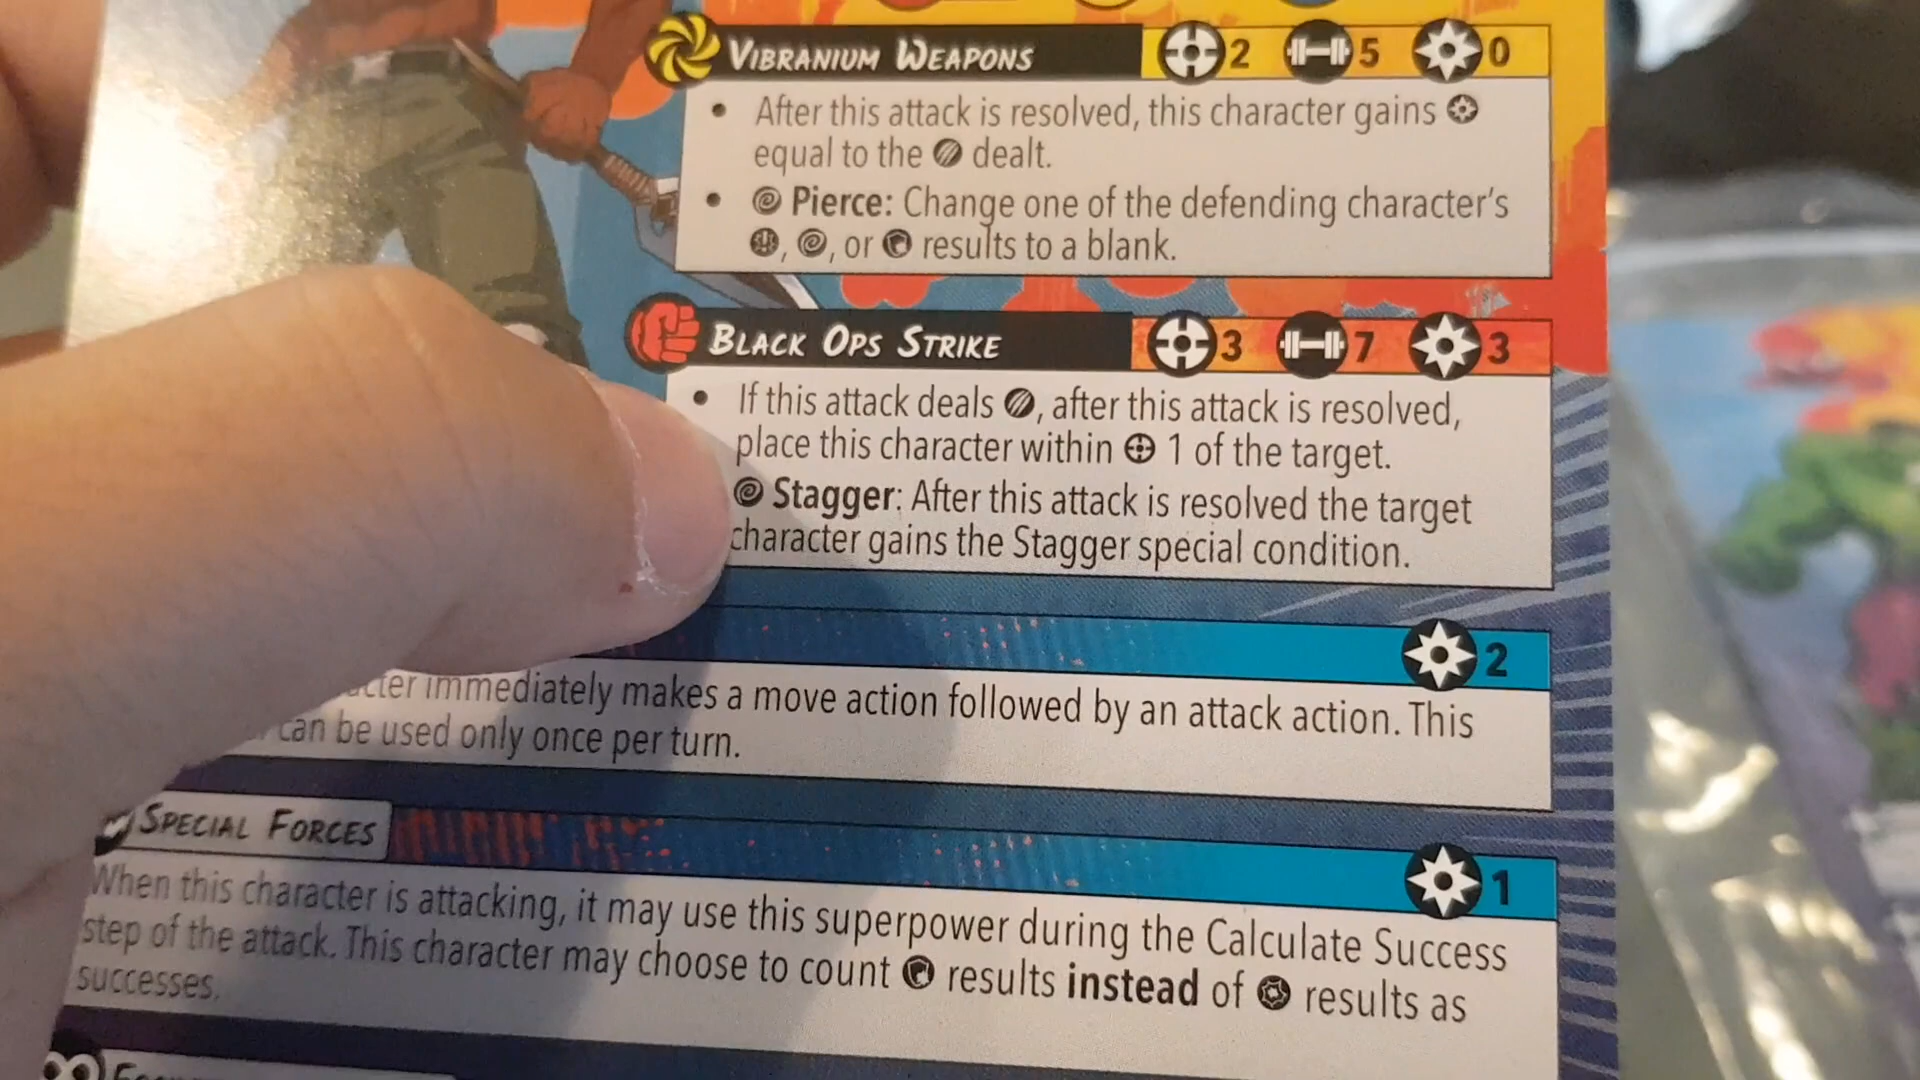 VIBRANIUM WEAPONS 2 5 0
• After this attack is resolved, this character gains
equal to the dealt.
• Pierce: Change one of the defending character's
, , or results to a blank.
BLACK OPS STRIKE 3 7 3
• If this attack deals , after this attack is resolved,
place this character within 1 of the target.
Stagger: After this attack is resolved the target
character gains the Stagger special condition.
2
immediately makes a move action followed by an attack action. This
can be used only once per turn.
SPECIAL FORCES 1
When this character is attacking, it may use this superpower during the Calculate Success
step of the attack. This character may choose to count results instead of results as
successes.